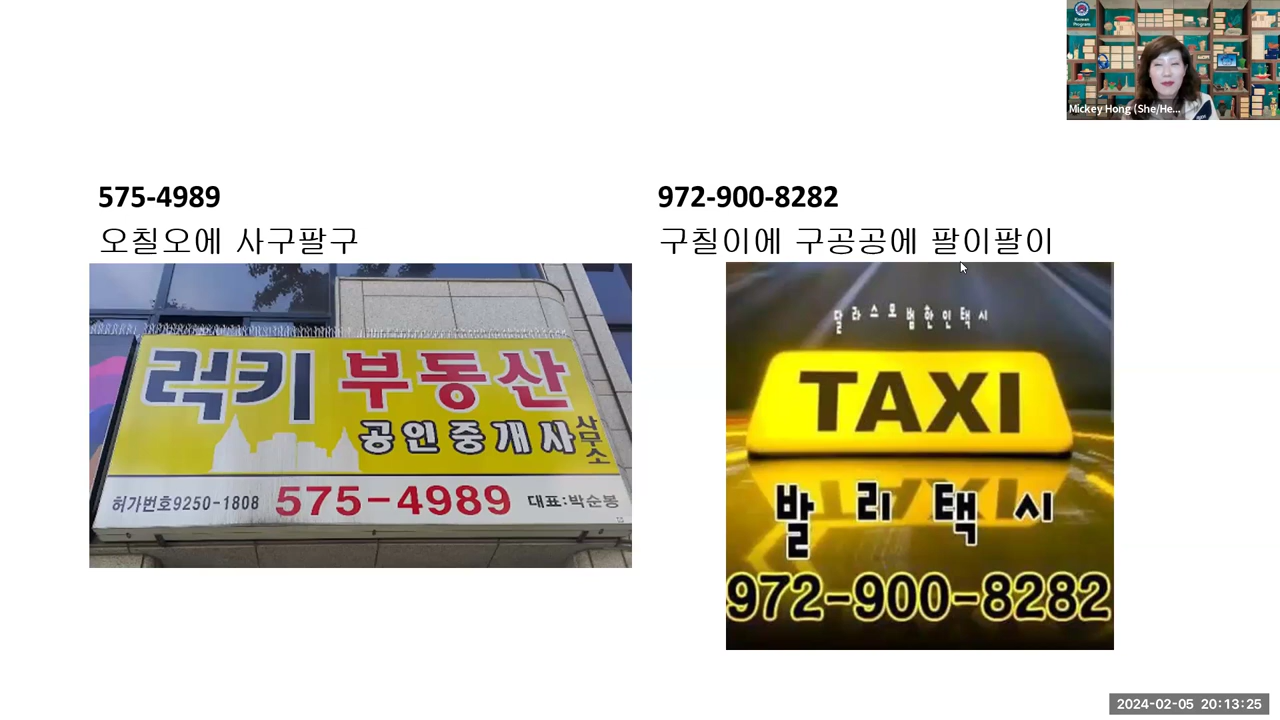 Korean
Program
Mickey Hong (She/He...
575-4989
오칠오에 사구팔구
972-900-8282
구칠이에 구공공에 팔이팔이
럭키 부동산
공인중개사
사무소
허가번호9250-1808
575-4989
대표:박순봉
달라스모범한인택시
TAXI
발리택시
972-900-8282
2024-02-05 20:13:25